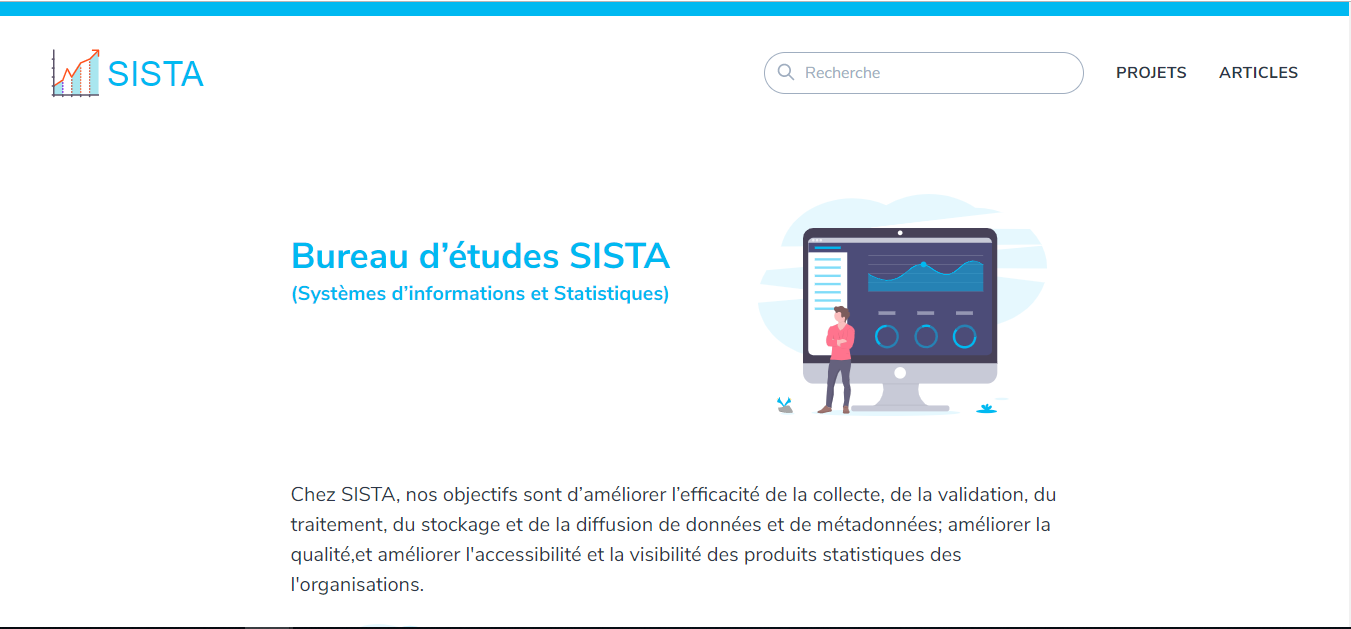 SISTA
Recherche
PROJETS
ARTICLES
Bureau d’études SISTA
(Systèmes d’informations et Statistiques)
Chez SISTA, nos objectifs sont d’améliorer l’efficacité de la collecte, de la validation, du
traitement, du stockage et de la diffusion de données et de métadonnées; améliorer la
qualité,et améliorer l'accessibilité et la visibilité des produits statistiques des
l'organisations.